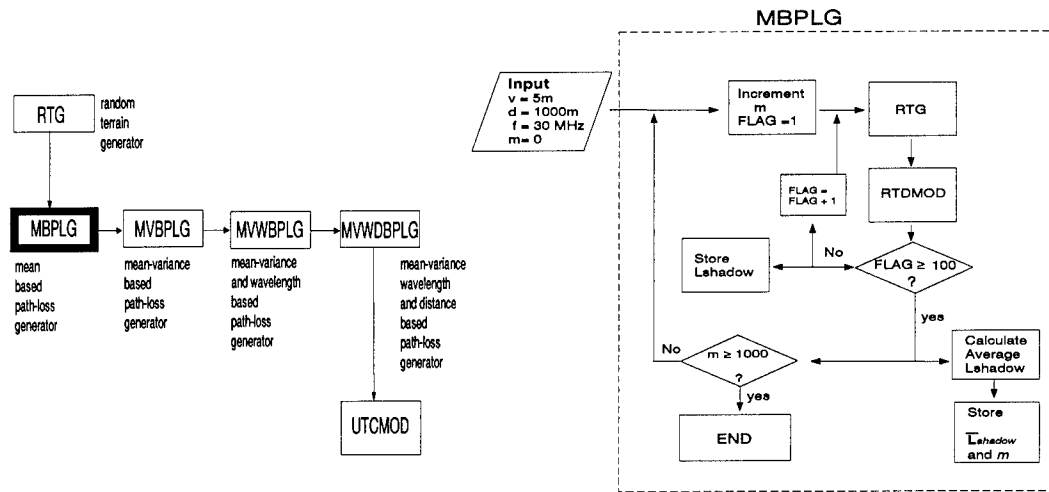 RTG
random
terrain
generator
MBPLG
MVBPLG
MVWBPLG
MVWDBPLG
mean
based
path-loss
generator
mean-variance
based
path-loss
generator
mean-variance
and wavelength
based
path-loss
generator
mean-variance
wavelength
and distance
based
path-loss
generator
UTCMOD
MBPLG
Input
v = 5m
d = 1000m
f = 30 MHz
m= 0
Increment
m
FLAG =1
RTG
FLAG =
FLAG + 1
RTDMOD
Store
Lshadow
No
FLAG ≥ 100
?
yes
No
m ≥ 1000
?
yes
Calculate
Average
Lshadow
END
Store
L̅shadow
and m